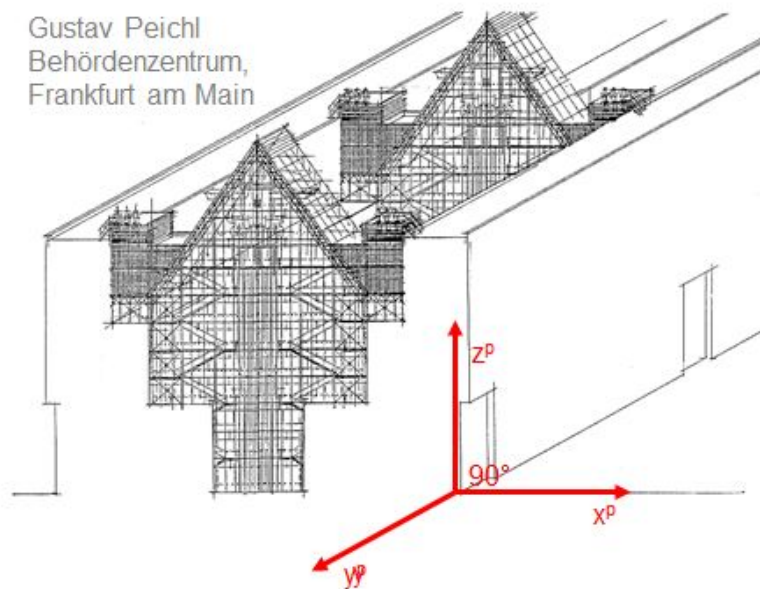 Gustav Peichl
Behördenzentrum,
Frankfurt am Main
zᵖ
90°
xᵖ
yᵖ